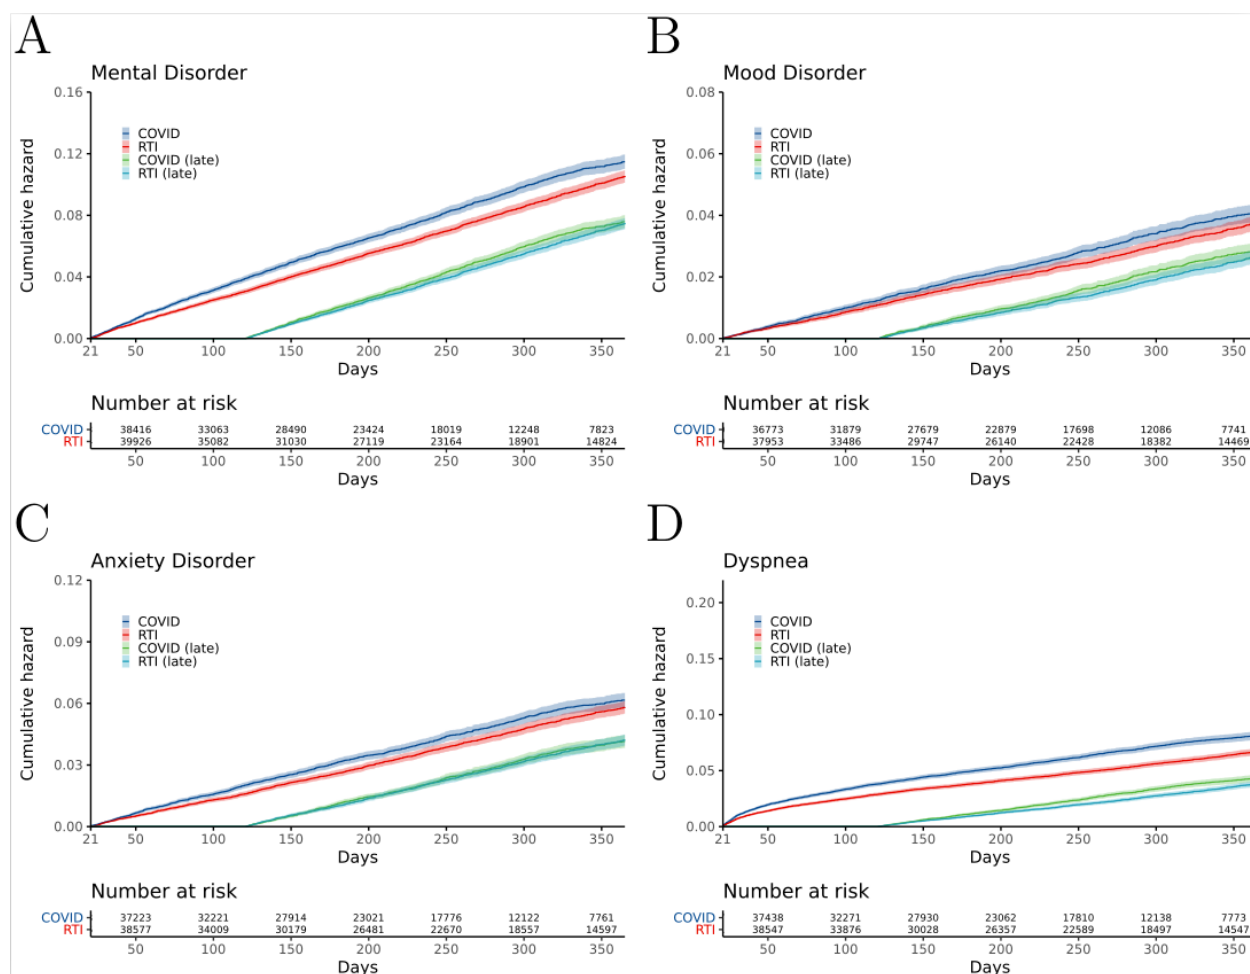 A
Mental Disorder
Cumulative hazard
0.16
0.12
0.08
0.04
0.00
COVID
RTI
COVID (late)
RTI (late)
21 50 100 150 200 250 300 350
Days
Number at risk
COVID 38416 33063 28490 23424 18019 12248 7823
RTI 39926 35082 31030 27119 23164 18901 14824
50 100 150 200 250 300 350
Days
B
Mood Disorder
Cumulative hazard
0.08
0.06
0.04
0.02
0.00
COVID
RTI
COVID (late)
RTI (late)
21 50 100 150 200 250 300 350
Days
Number at risk
COVID 36773 31879 27679 22879 17698 12086 7741
RTI 37953 33486 29747 26140 22428 18382 14469
50 100 150 200 250 300 350
Days
C
Anxiety Disorder
Cumulative hazard
0.12
0.09
0.06
0.03
0.00
COVID
RTI
COVID (late)
RTI (late)
21 50 100 150 200 250 300 350
Days
Number at risk
COVID 37223 32221 27914 23021 17776 12122 7761
RTI 38577 34009 30179 26481 22670 18557 14597
50 100 150 200 250 300 350
Days
D
Dyspnea
Cumulative hazard
0.20
0.15
0.10
0.05
0.00
COVID
RTI
COVID (late)
RTI (late)
21 50 100 150 200 250 300 350
Days
Number at risk
COVID 37438 32271 27930 23062 17810 12138 7773
RTI 38547 33876 30028 26357 22589 18497 14547
50 100 150 200 250 300 350
Days